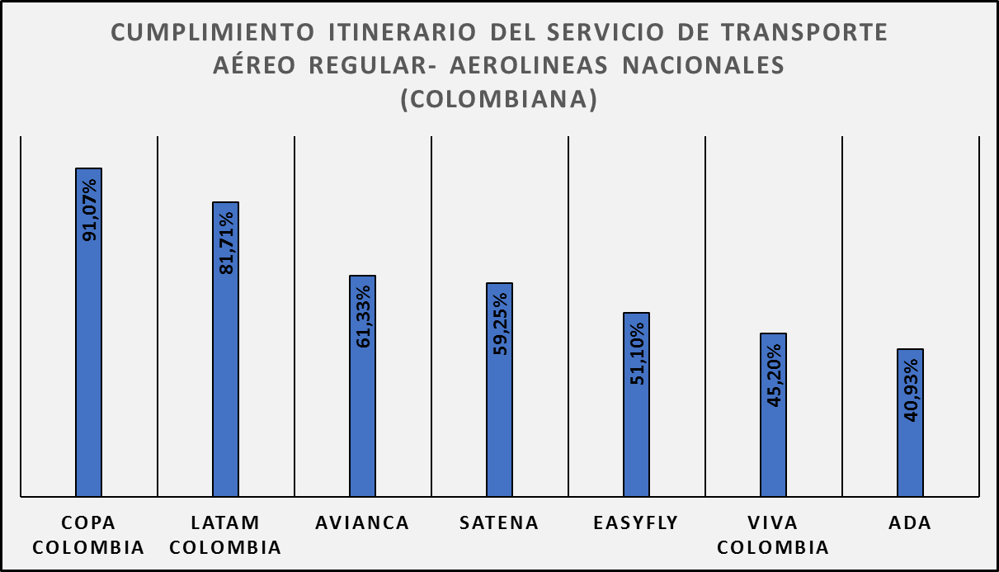 CUMPLIMIENTO ITINERARIO DEL SERVICIO DE TRANSPORTE
AÉREO REGULAR- AEROLINEAS NACIONALES
(COLOMBIANA)
91,07%
81,71%
61,33%
59,25%
51,10%
45,20%
40,93%
COPA
COLOMBIA
LATAM
COLOMBIA
AVIANCA
SATENA
EASYFLY
VIVA
COLOMBIA
ADA